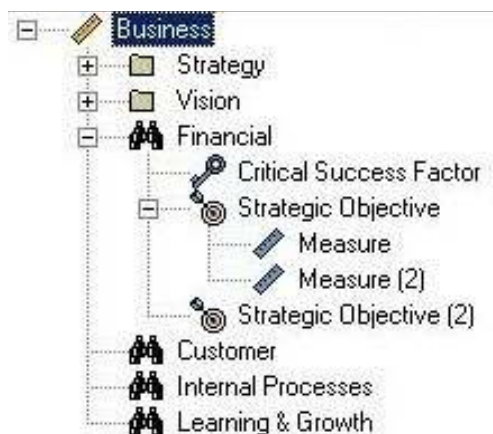 Business
Strategy
Vision
Financial
Critical Success Factor
Strategic Objective
Measure
Measure (2)
Strategic Objective (2)
Customer
Internal Processes
Learning & Growth